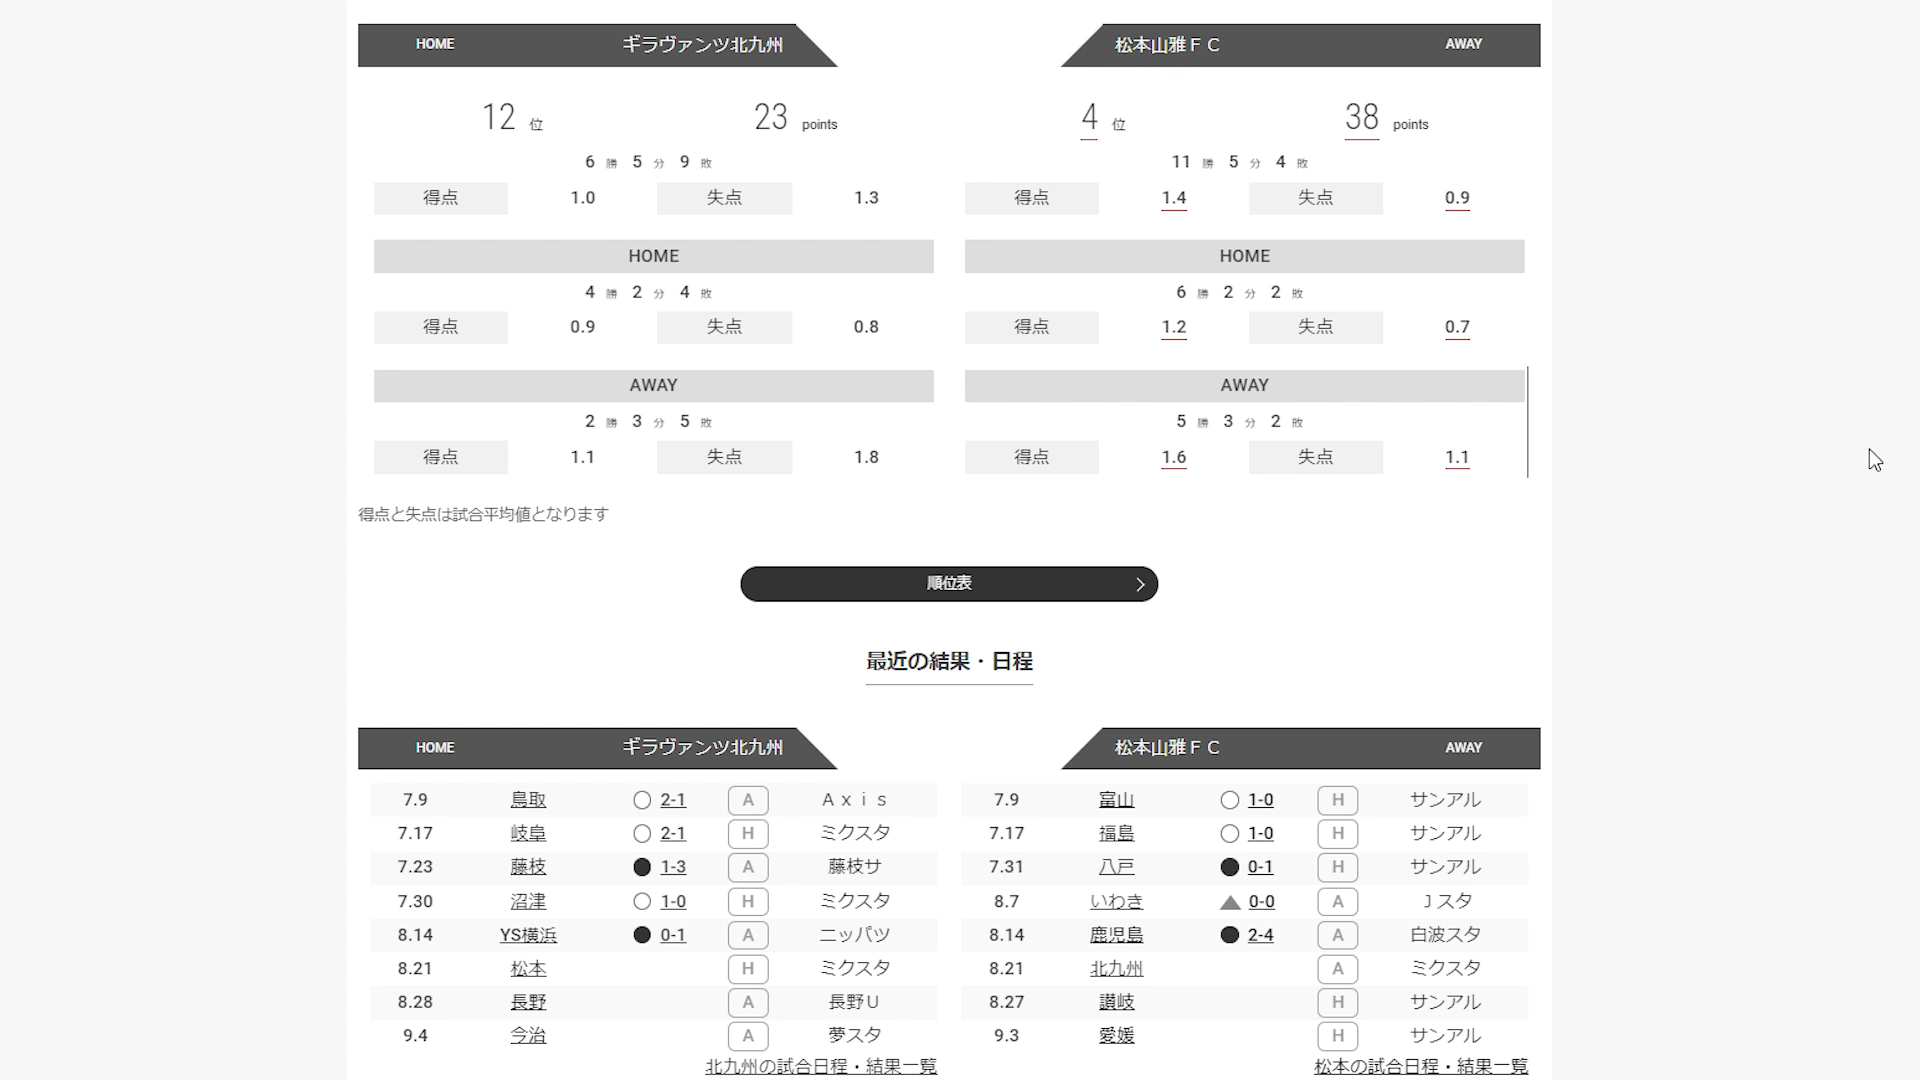 HOME ギラヴァンツ北九州 松本山雅ＦＣ AWAY
12 位 23 points 4 位 38 points
6 勝 5 分 9 敗 11 勝 5 分 4 敗
得点 1.0 失点 1.3 得点 1.4 失点 0.9
HOME HOME
4 勝 2 分 4 敗 6 勝 2 分 2 敗
得点 0.9 失点 0.8 得点 1.2 失点 0.7
AWAY AWAY
2 勝 3 分 5 敗 5 勝 3 分 2 敗
得点 1.1 失点 1.8 得点 1.6 失点 1.1
得点と失点は試合平均値となります
順位表
最近の結果・日程
HOME ギラヴァンツ北九州 松本山雅ＦＣ AWAY
7.9 鳥取 ○ 2-1 A Ａｘｉｓ 7.9 富山 ○ 1-0 H サンアル
7.17 岐阜 ○ 2-1 H ミクスタ 7.17 福島 ○ 1-0 H サンアル
7.23 藤枝 ● 1-3 A 藤枝サ 7.31 八戸 ● 0-1 H サンアル
7.30 沼津 ○ 1-0 H ミクスタ 8.7 いわき ▲ 0-0 A Ｊスタ
8.14 YS横浜 ● 0-1 A ニッパツ 8.14 鹿児島 ● 2-4 A 白波スタ
8.21 松本 H ミクスタ 8.21 北九州 A ミクスタ
8.28 長野 A 長野Ｕ 8.27 讃岐 H サンアル
9.4 今治 A 夢スタ 9.3 愛媛 H サンアル
北九州の試合日程・結果一覧 松本の試合日程・結果一覧